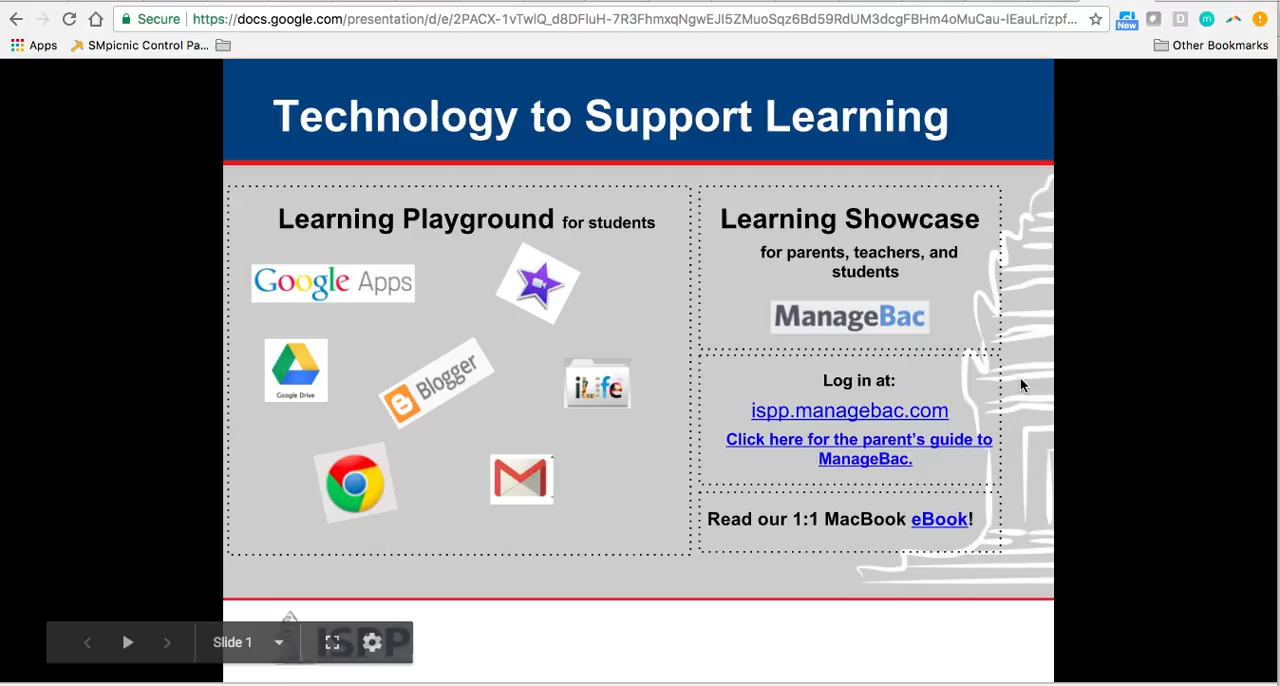 Secure
https://docs.google.com/presentation/d/e/2PACX-1vTwlQ_d8DFluH-7R3FhmxqNgwEJI5ZMuoSqz6Bd59RdUM3dcgFBHm4oMuCau-lEauLrizpf...
New
D
m
Apps
SMpicnic Control Pa...
Other Bookmarks
Technology to Support Learning
Learning Playground for students
Google Apps
Google Drive
Blogger
iLife
Learning Showcase
for parents, teachers, and
students
ManageBac
Log in at:
ispp.managebac.com
Click here for the parent's guide to
ManageBac.
Read our 1:1 MacBook eBook!
Slide 1
ISPP